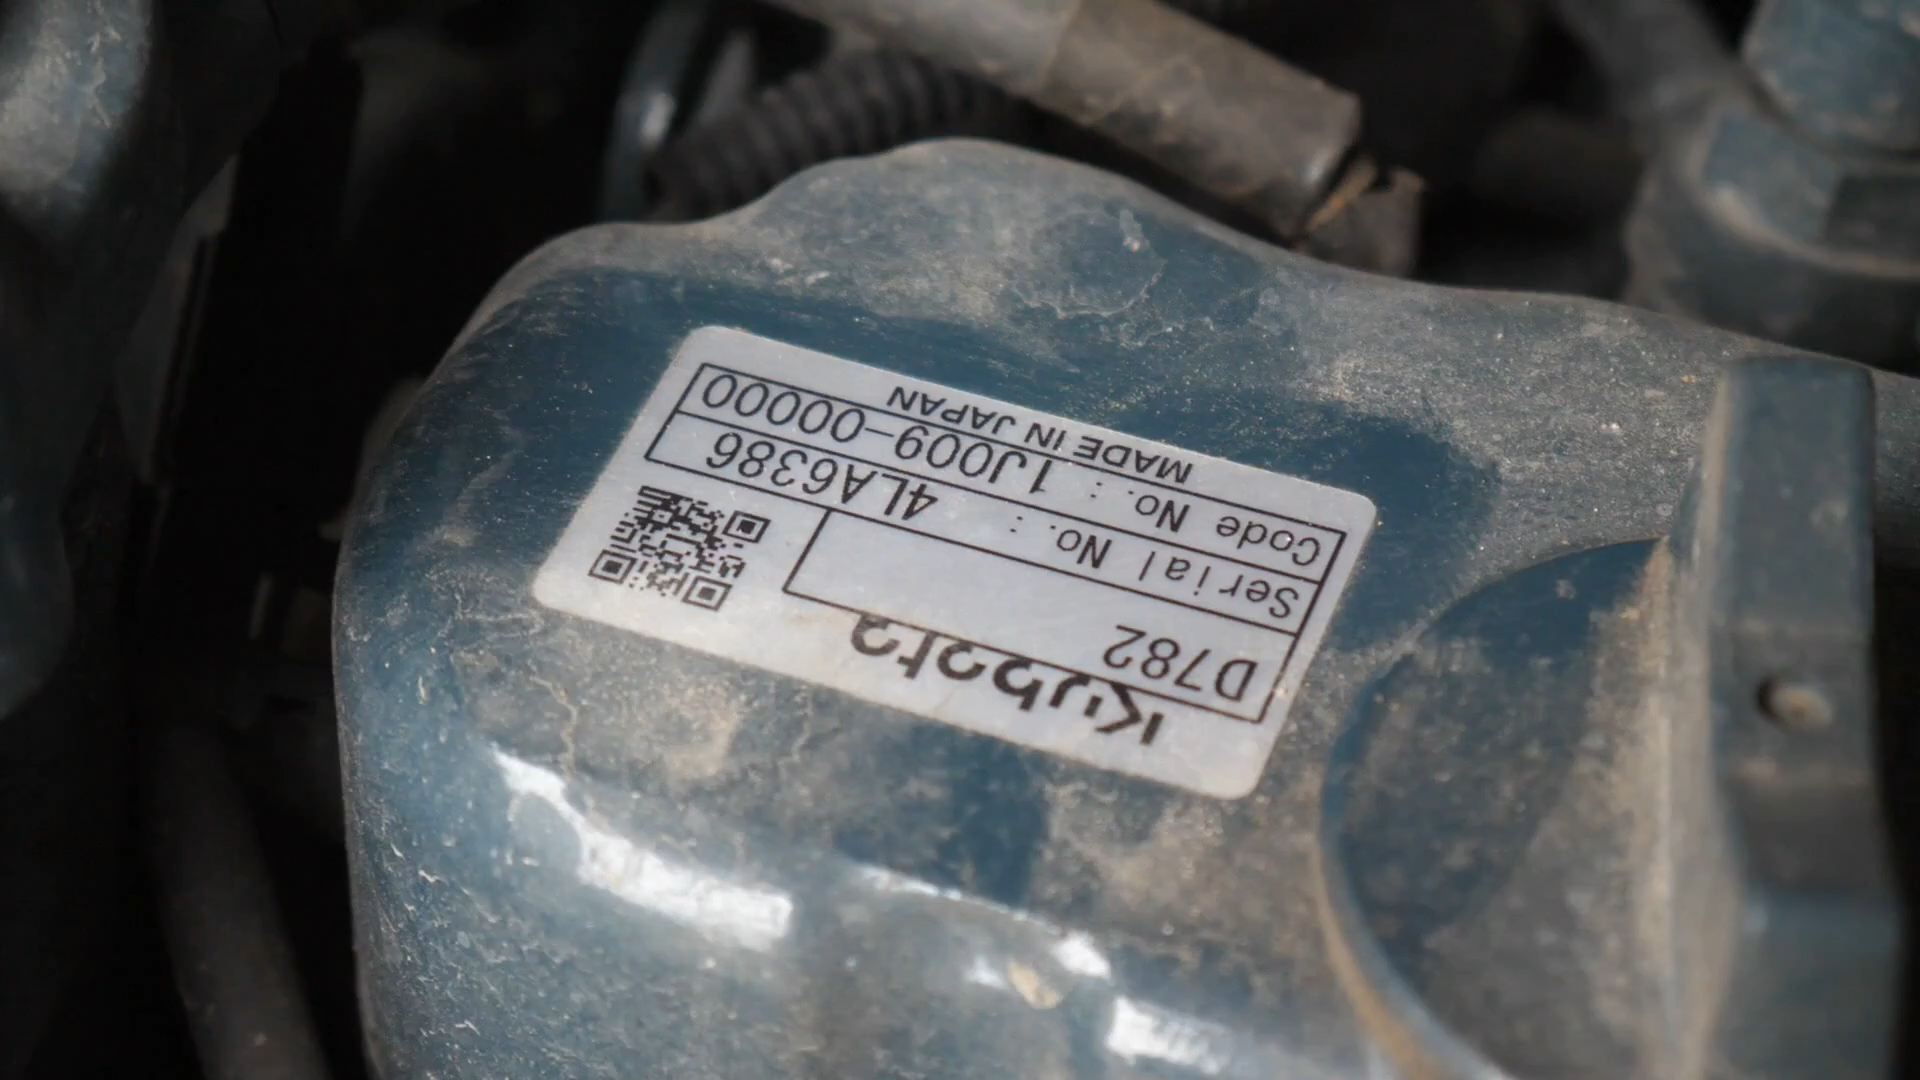 Kubota
D782
Serial No. : 4LA6386
Code No. : 1J009-00000
MADE IN JAPAN